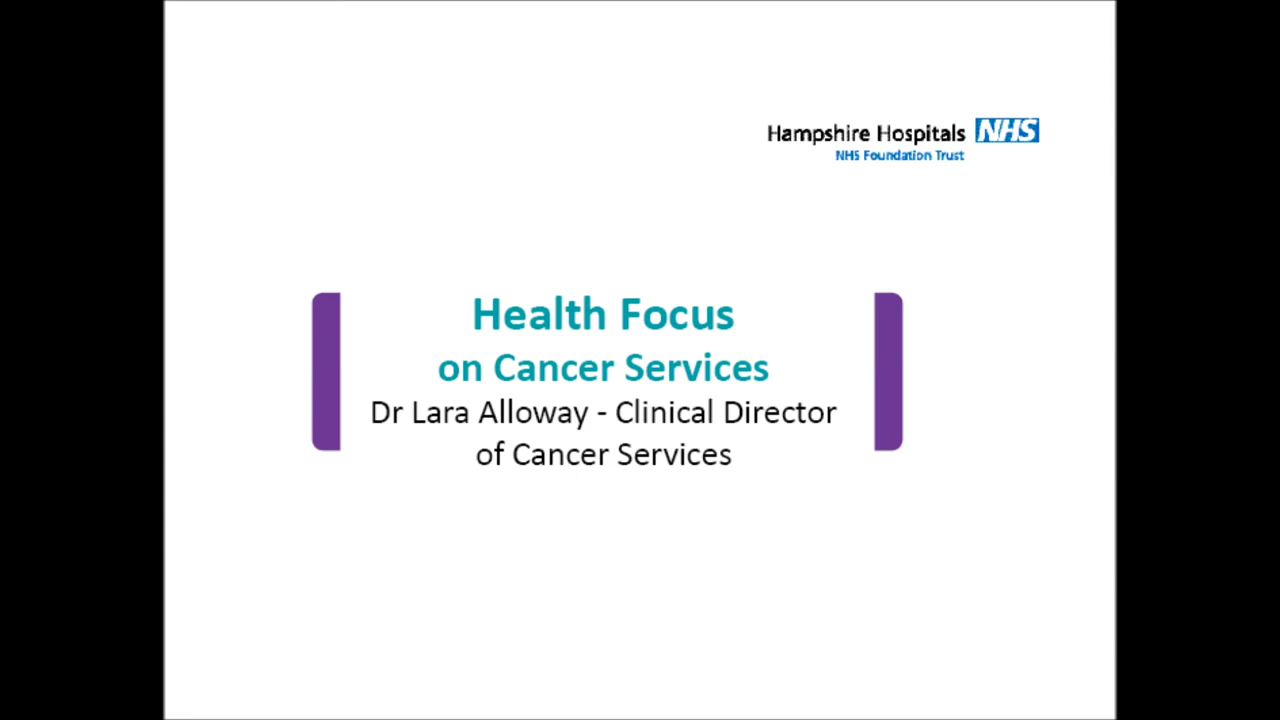 Hampshire Hospitals NHS
NHS Foundation Trust
Health Focus
on Cancer Services
Dr Lara Alloway - Clinical Director
of Cancer Services